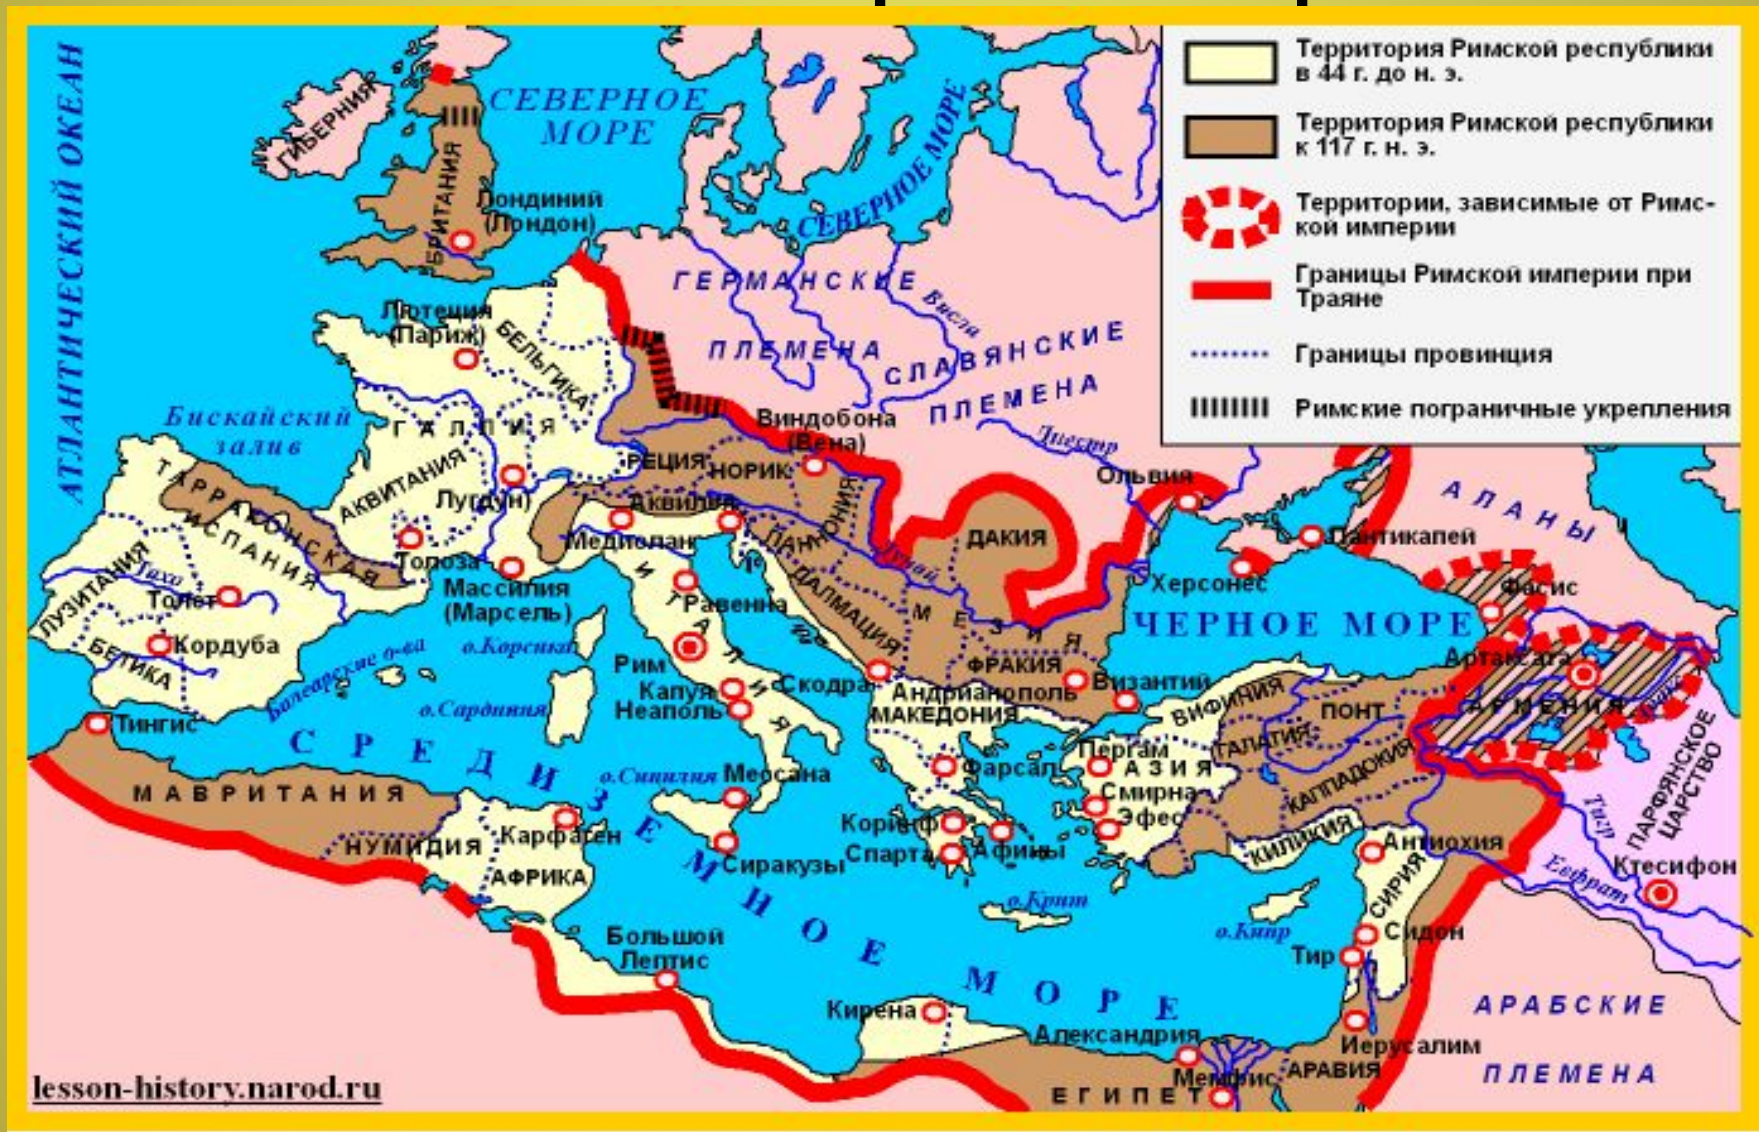 АТЛАНТИЧЕСКИЙ ОКЕАН
ГИБЕРНИЯ
СЕВЕРНОЕ
МОРЕ
БРИТАНИЯ
Лондиний
(Лондон)
СЕВЕРНОЕ МОРЕ
Территория Римской республики
в 44 г. до н. э.
Территория Римской республики
к 117 г. н. э.
Территории, зависимые от Римс-
кой империи
Границы Римской империи при
Траяне
Границы провинция
Римские пограничные укрепления
ГЕРМАНСКИЕ
ПЛЕМЕНА
Висла
СЛАВЯНСКИЕ
ПЛЕМЕНА
Днестр
Лютеция
(Париж)
БЕЛЬГИКА
Бискайский
залив
ГАЛЛИЯ
АКВИТАНИЯ
Лугдун)
Виндобона
(Вена)
РЕЦИЯ
НОРИК
ПАННОНИЯ
Аквилея
Медиолан
ПАННОНИЯ
Дунай
ДАКИЯ
Ольвия
АЛАНЫ
Пантикапей
Херсонес
Фасис
ТАРРАКОНСКАЯ
ИСПАНИЯ
ЛУЗИТАНИЯ
Тахо
Толет
Кордуба
БЕТИКА
Толоза
Массилия
(Марсель)
ИТАЛИЯ
Равенна
ДАЛМАЦИЯ
МЕЗИЯ
ЧЕРНОЕ МОРЕ
Балеарские о-ва
о.Корсика
Рим
Капуя
Неаполь
Скодра
ФРАКИЯ
Андрианополь
Византий
МАКЕДОНИЯ
ВИФИНИЯ
ПОНТ
Артаксата
АРМЕНИЯ
Тингис
о.Сардиния
СРЕДИЗЕМНОЕ МОРЕ
МАВРИТАНИЯ
НУМИДИЯ
Карфаген
АФРИКА
о.Сицилия
Мессана
Сиракузы
Фарсал
Коринф
Спарта
Афины
Пергам
АЗИЯ
Смирна
Эфес
ГАЛАТИЯ
КАППАДОКИЯ
КИЛИКИЯ
Антиохия
СИРИЯ
Тигр
ПАРФЯНСКОЕ
ЦАРСТВО
Евфрат
Ктесифон
о.Крит
о.Кипр
Сидон
Тир
Большой
Лептис
Кирена
Александрия
Иерусалим
Мемфис
АРАВИЯ
ЕГИПЕТ
АРАБСКИЕ
ПЛЕМЕНА
lesson-history.narod.ru